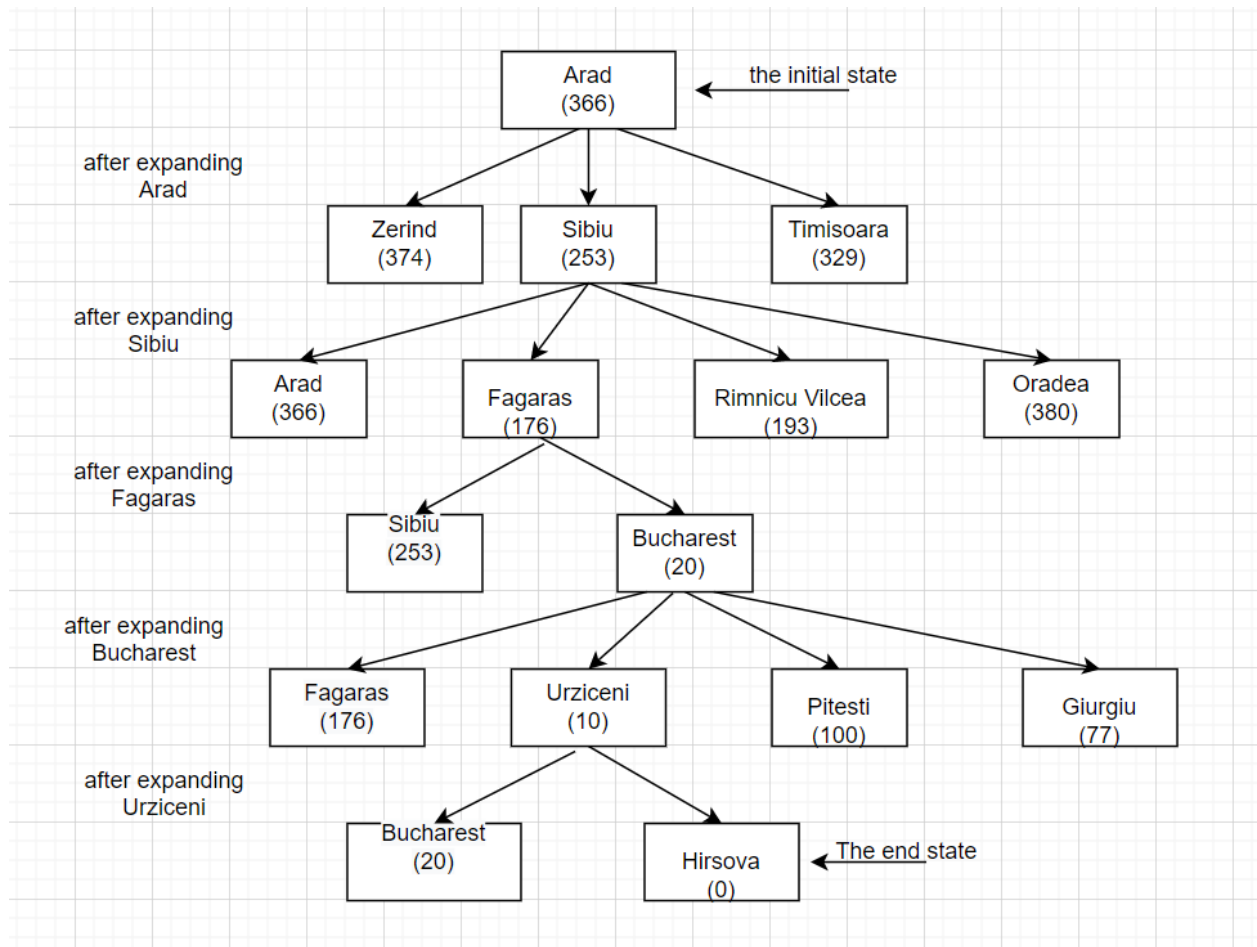 Arad
(366)
the initial state
after expanding
Arad
Zerind
(374)
Sibiu
(253)
Timisoara
(329)
after expanding
Sibiu
Arad
(366)
Fagaras
(176)
Rimnicu Vilcea
(193)
Oradea
(380)
after expanding
Fagaras
Sibiu
(253)
Bucharest
(20)
after expanding
Bucharest
Fagaras
(176)
Urziceni
(10)
Pitesti
(100)
Giurgiu
(77)
after expanding
Urziceni
Bucharest
(20)
Hirsova
(0)
The end state